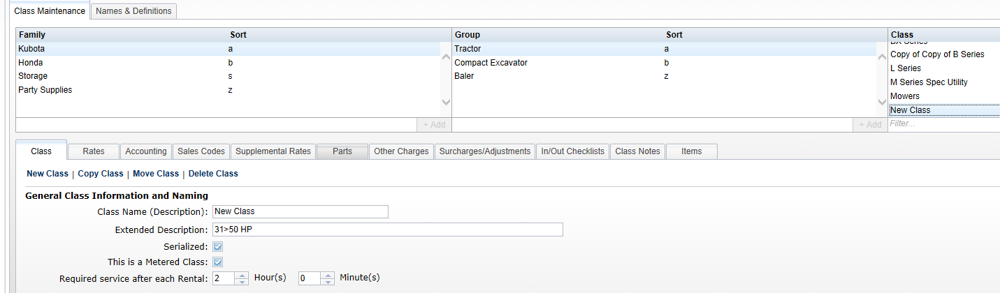 Class Maintenance Names & Definitions
Family Sort Group Sort Class
BX Series
Kubota a Tractor a Copy of Copy of B Series
Honda b Compact Excavator b L Series
Storage s Baler z M Series Spec Utility
Party Supplies z Mowers
New Class
+ Add + Add Filter...
Class Rates Accounting Sales Codes Supplemental Rates Parts Other Charges Surcharges/Adjustments In/Out Checklists Class Notes Items
New Class | Copy Class | Move Class | Delete Class
General Class Information and Naming
Class Name (Description): New Class
Extended Description: 31>50 HP
Serialized:
This is a Metered Class:
Required service after each Rental: 2 Hour(s) 0 Minute(s)